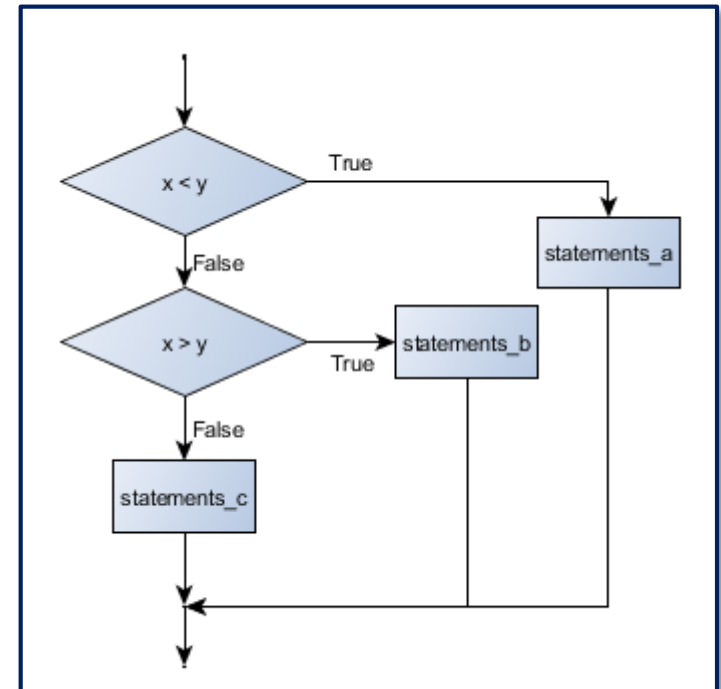 x < y
True
statements_a
False
x > y
True
statements_b
False
statements_c